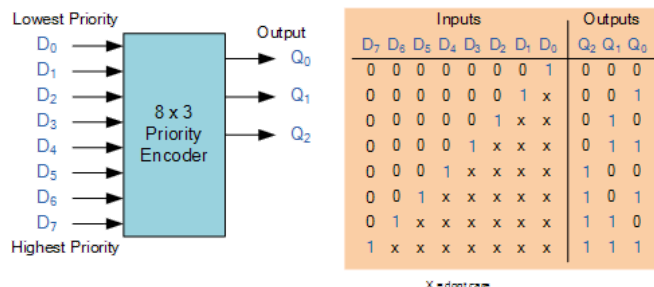 Lowest Priority
D0
D1
D2
D3
D4
D5
D6
D7
Highest Priority
8 x 3
Priority
Encoder
Output
Q0
Q1
Q2
Inputs Outputs
D7 D6 D5 D4 D3 D2 D1 D0 Q2 Q1 Q0
0 0 0 0 0 0 0 1 0 0 0
0 0 0 0 0 0 1 x 0 0 1
0 0 0 0 0 1 x x 0 1 0
0 0 0 0 1 x x x 0 1 1
0 0 0 1 x x x x 1 0 0
0 0 1 x x x x x 1 0 1
0 1 x x x x x x 1 1 0
1 x x x x x x x 1 1 1
X = dont care